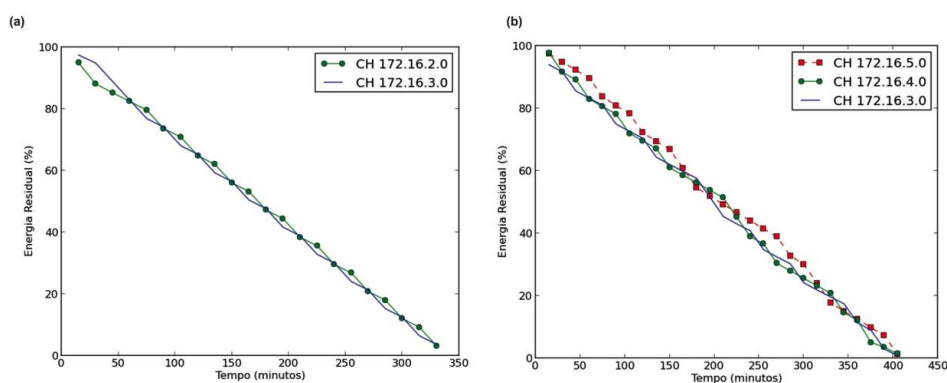 (a)
100
80
60
40
20
0
Energia Residual (%)
CH 172.16.2.0
CH 172.16.3.0
0 50 100 150 200 250 300 350
Tempo (minutos)
(b)
100
80
60
40
20
0
Energia Residual (%)
CH 172.16.5.0
CH 172.16.4.0
CH 172.16.3.0
0 50 100 150 200 250 300 350 400 450
Tempo (minutos)